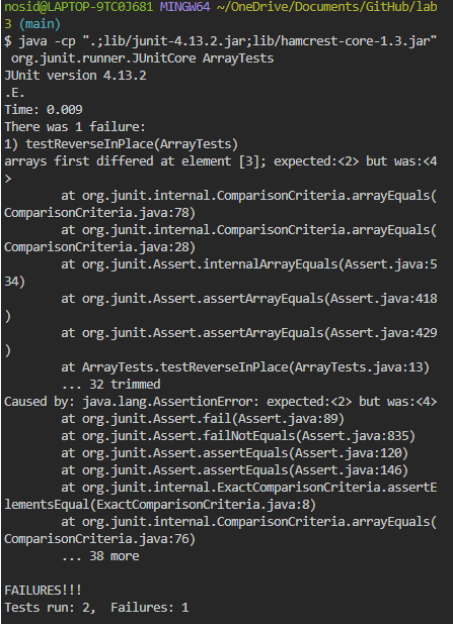 nosid@LAPTOP-9TC03681 MINGW64 ~/OneDrive/Documents/GitHub/lab
3 (main)
$ java -cp ".;lib/junit-4.13.2.jar;lib/hamcrest-core-1.3.jar"
 org.junit.runner.JUnitCore ArrayTests
JUnit version 4.13.2
.E.
Time: 0.009
There was 1 failure:
1) testReverseInPlace(ArrayTests)
arrays first differed at element [3]; expected:<2> but was:<4
>
        at org.junit.internal.ComparisonCriteria.arrayEquals(
ComparisonCriteria.java:78)
        at org.junit.internal.ComparisonCriteria.arrayEquals(
ComparisonCriteria.java:28)
        at org.junit.Assert.internalArrayEquals(Assert.java:5
34)
        at org.junit.Assert.assertArrayEquals(Assert.java:418
)
        at org.junit.Assert.assertArrayEquals(Assert.java:429
)
        at ArrayTests.testReverseInPlace(ArrayTests.java:13)
        ... 32 trimmed
Caused by: java.lang.AssertionError: expected:<2> but was:<4>
        at org.junit.Assert.fail(Assert.java:89)
        at org.junit.Assert.failNotEquals(Assert.java:835)
        at org.junit.Assert.assertEquals(Assert.java:120)
        at org.junit.Assert.assertEquals(Assert.java:146)
        at org.junit.internal.ExactComparisonCriteria.assertE
lementsEqual(ExactComparisonCriteria.java:8)
        at org.junit.internal.ComparisonCriteria.arrayEquals(
ComparisonCriteria.java:76)
        ... 38 more

FAILURES!!!
Tests run: 2,  Failures: 1